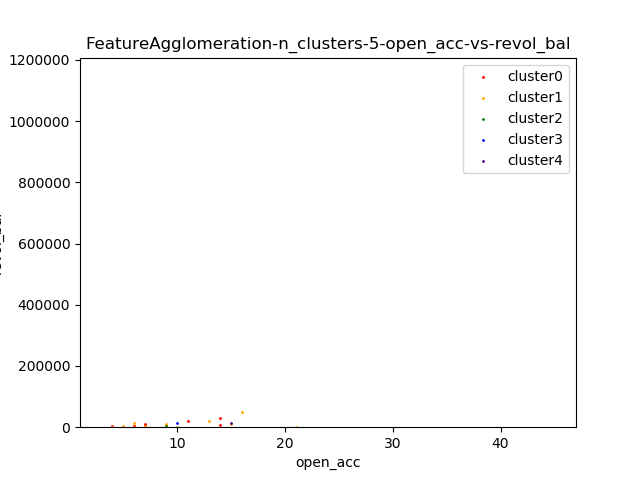 FeatureAgglomeration-n_clusters-5-open_acc-vs-revol_bal
1200000
1000000
800000
600000
400000
200000
0
10
20
30
40
open_acc
cluster0
cluster1
cluster2
cluster3
cluster4